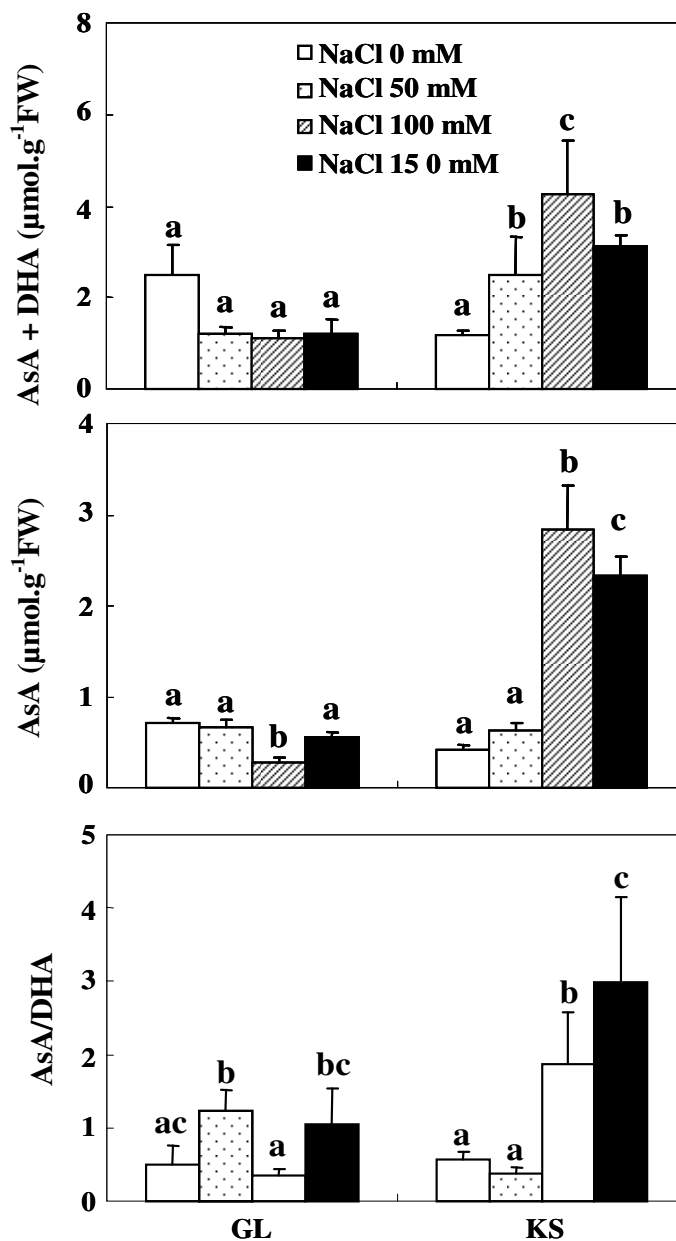 8
6
4
2
0
AsA + DHA (µmol.g⁻¹FW)
NaCl 0 mM
NaCl 50 mM
NaCl 100 mM
NaCl 15 0 mM
a
a
a
a
a
b
c
b
4
3
2
1
0
AsA (µmol.g⁻¹FW)
a
a
b
a
a
a
b
c
5
4
3
2
1
0
AsA/DHA
ac
b
a
bc
a
a
b
c
GL
KS